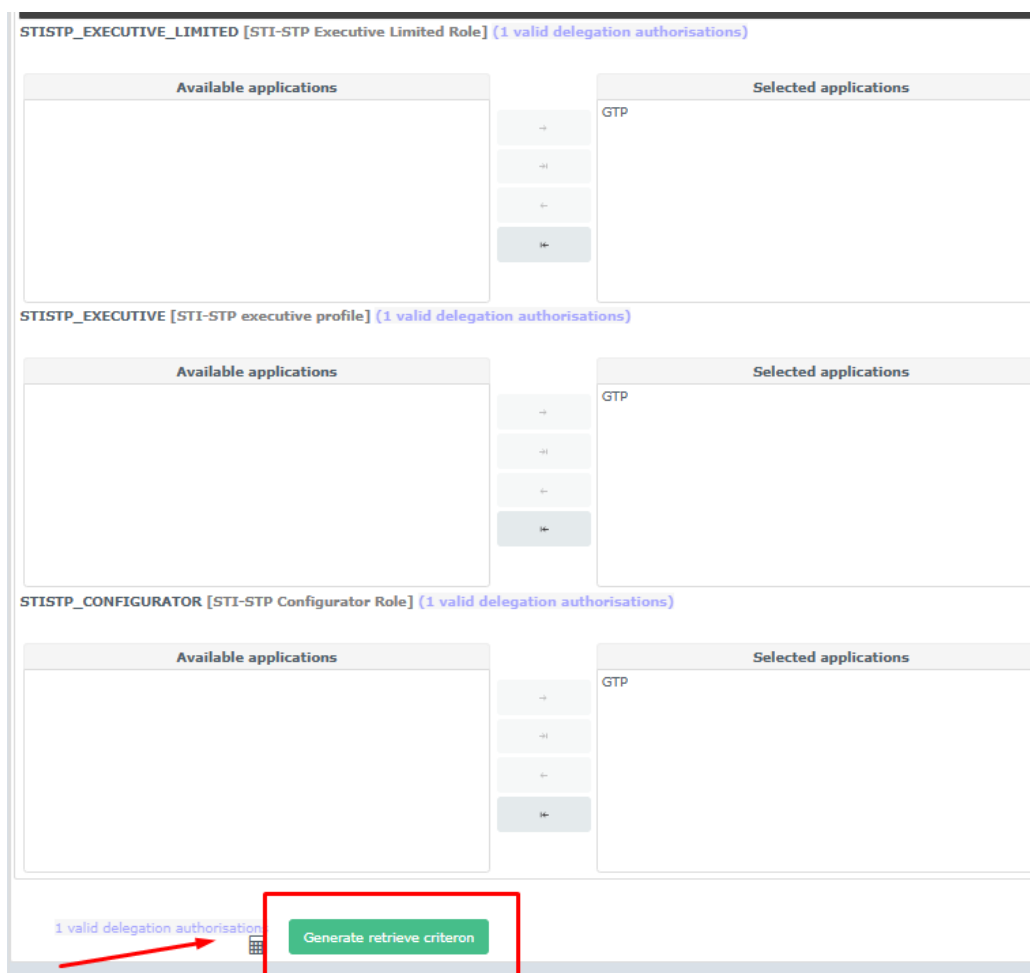 STISTP_EXECUTIVE_LIMITED [STI-STP Executive Limited Role] (1 valid delegation authorisations)
Available applications
Selected applications
GTP
STISTP_EXECUTIVE [STI-STP executive profile] (1 valid delegation authorisations)
Available applications
Selected applications
GTP
STISTP_CONFIGURATOR [STI-STP Configurator Role] (1 valid delegation authorisations)
Available applications
Selected applications
GTP
1 valid delegation authorisations
Generate retrieve criteron